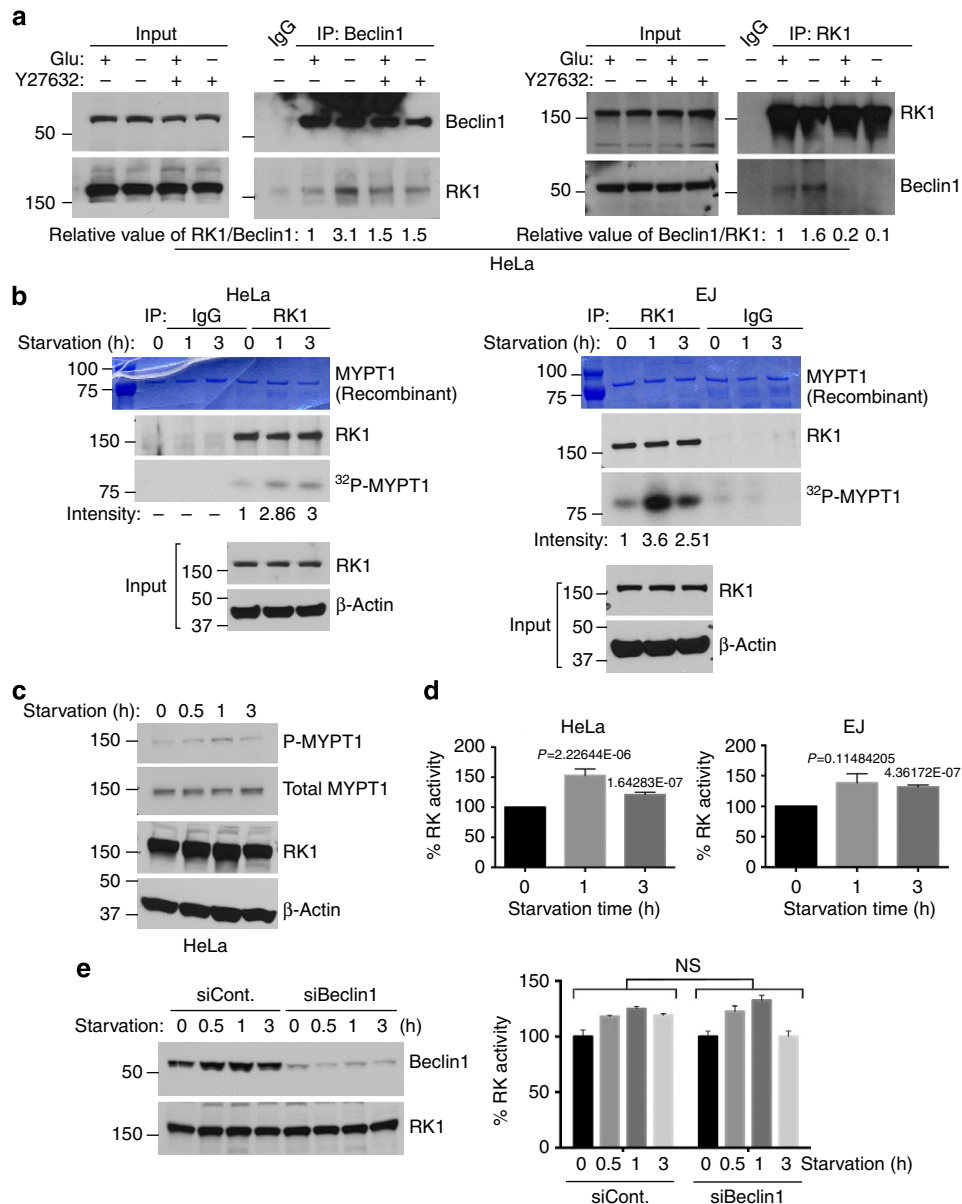 a
Input IgG IP: Beclin1
Glu: + – + – – + – + –
Y27632: – – + + – – – + +
50
Beclin1
150
RK1
Relative value of RK1/Beclin1: 1 3.1 1.5 1.5
Input IgG IP: RK1
Glu: + – + – – + – + –
Y27632: – – + + – – – + +
150
RK1
50
Beclin1
Relative value of Beclin1/RK1: 1 1.6 0.2 0.1
HeLa
b
HeLa
IP: IgG RK1
Starvation (h): 0 1 3 0 1 3
100
75
MYPT1
(Recombinant)
150
RK1
75
32P-MYPT1
Intensity: – – – 1 2.86 3
Input
150
RK1
50
37
β-Actin
EJ
IP: RK1 IgG
Starvation (h): 0 1 3 0 1 3
100
75
MYPT1
(Recombinant)
150
RK1
75
32P-MYPT1
Intensity: 1 3.6 2.51
Input
150
RK1
50
37
β-Actin
c
Starvation (h): 0 0.5 1 3
150
P-MYPT1
150
Total MYPT1
150
RK1
50
37
β-Actin
HeLa
d
HeLa
% RK activity
200
150
100
50
0
P=2.22644E-06
1.64283E-07
0 1 3
Starvation time (h)
EJ
% RK activity
200
150
100
50
0
P=0.11484205
4.36172E-07
0 1 3
Starvation time (h)
e
siCont. siBeclin1
Starvation: 0 0.5 1 3 0 0.5 1 3 (h)
50
Beclin1
150
RK1
NS
% RK activity
150
100
50
0
0 0.5 1 3 0 0.5 1 3 Starvation (h)
siCont. siBeclin1